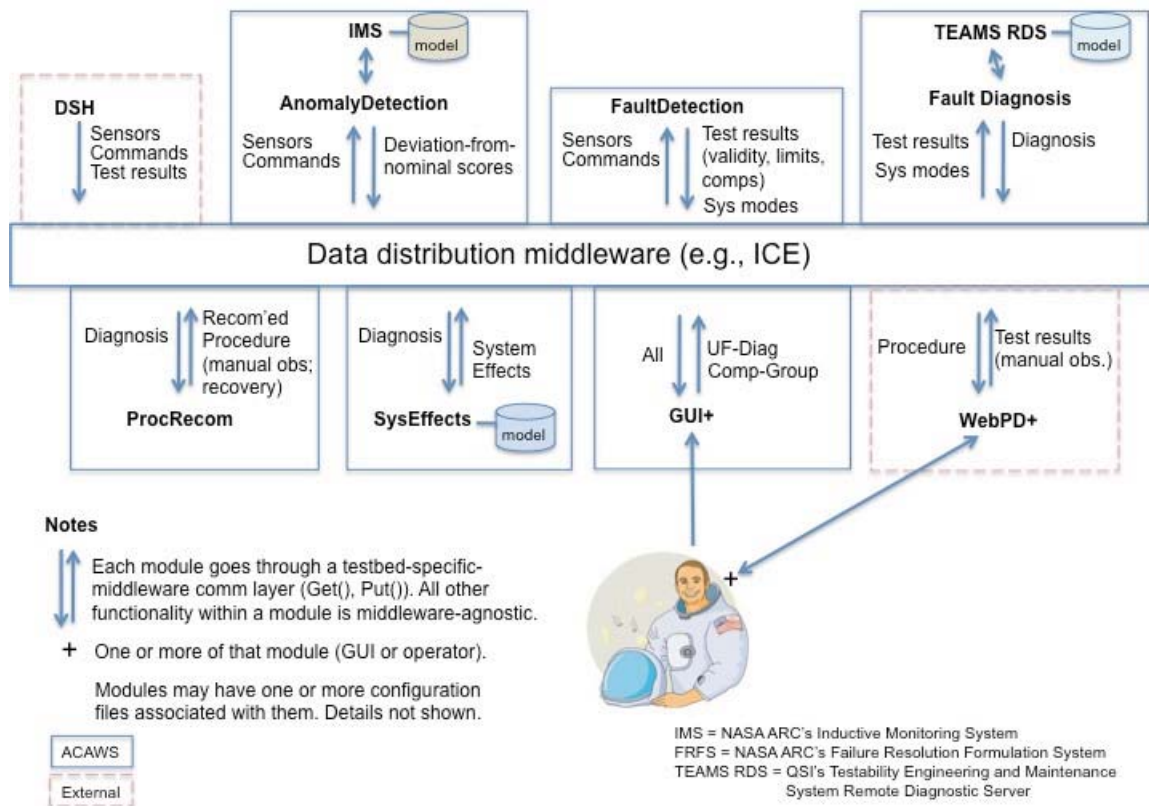 IMS
model
AnomalyDetection
Sensors
Commands
Deviation-from-
nominal scores
TEAMS RDS
model
Fault Diagnosis
Test results
Sys modes
Diagnosis
DSH
Sensors
Commands
Test results
FaultDetection
Sensors
Commands
Test results
(validity, limits,
comps)
Sys modes
Data distribution middleware (e.g., ICE)
Diagnosis
Recom'ed
Procedure
(manual obs;
recovery)
ProcRecom
Diagnosis
System
Effects
SysEffects
model
All
UF-Diag
Comp-Group
GUI+
Procedure
Test results
(manual obs.)
WebPD+
Notes
Each module goes through a testbed-specific-
middleware comm layer (Get(), Put()). All other
functionality within a module is middleware-agnostic.
+ One or more of that module (GUI or operator).
Modules may have one or more configuration
files associated with them. Details not shown.
ACAWS
External
+
IMS = NASA ARC's Inductive Monitoring System
FRFS = NASA ARC's Failure Resolution Formulation System
TEAMS RDS = QSI's Testability Engineering and Maintenance
System Remote Diagnostic Server